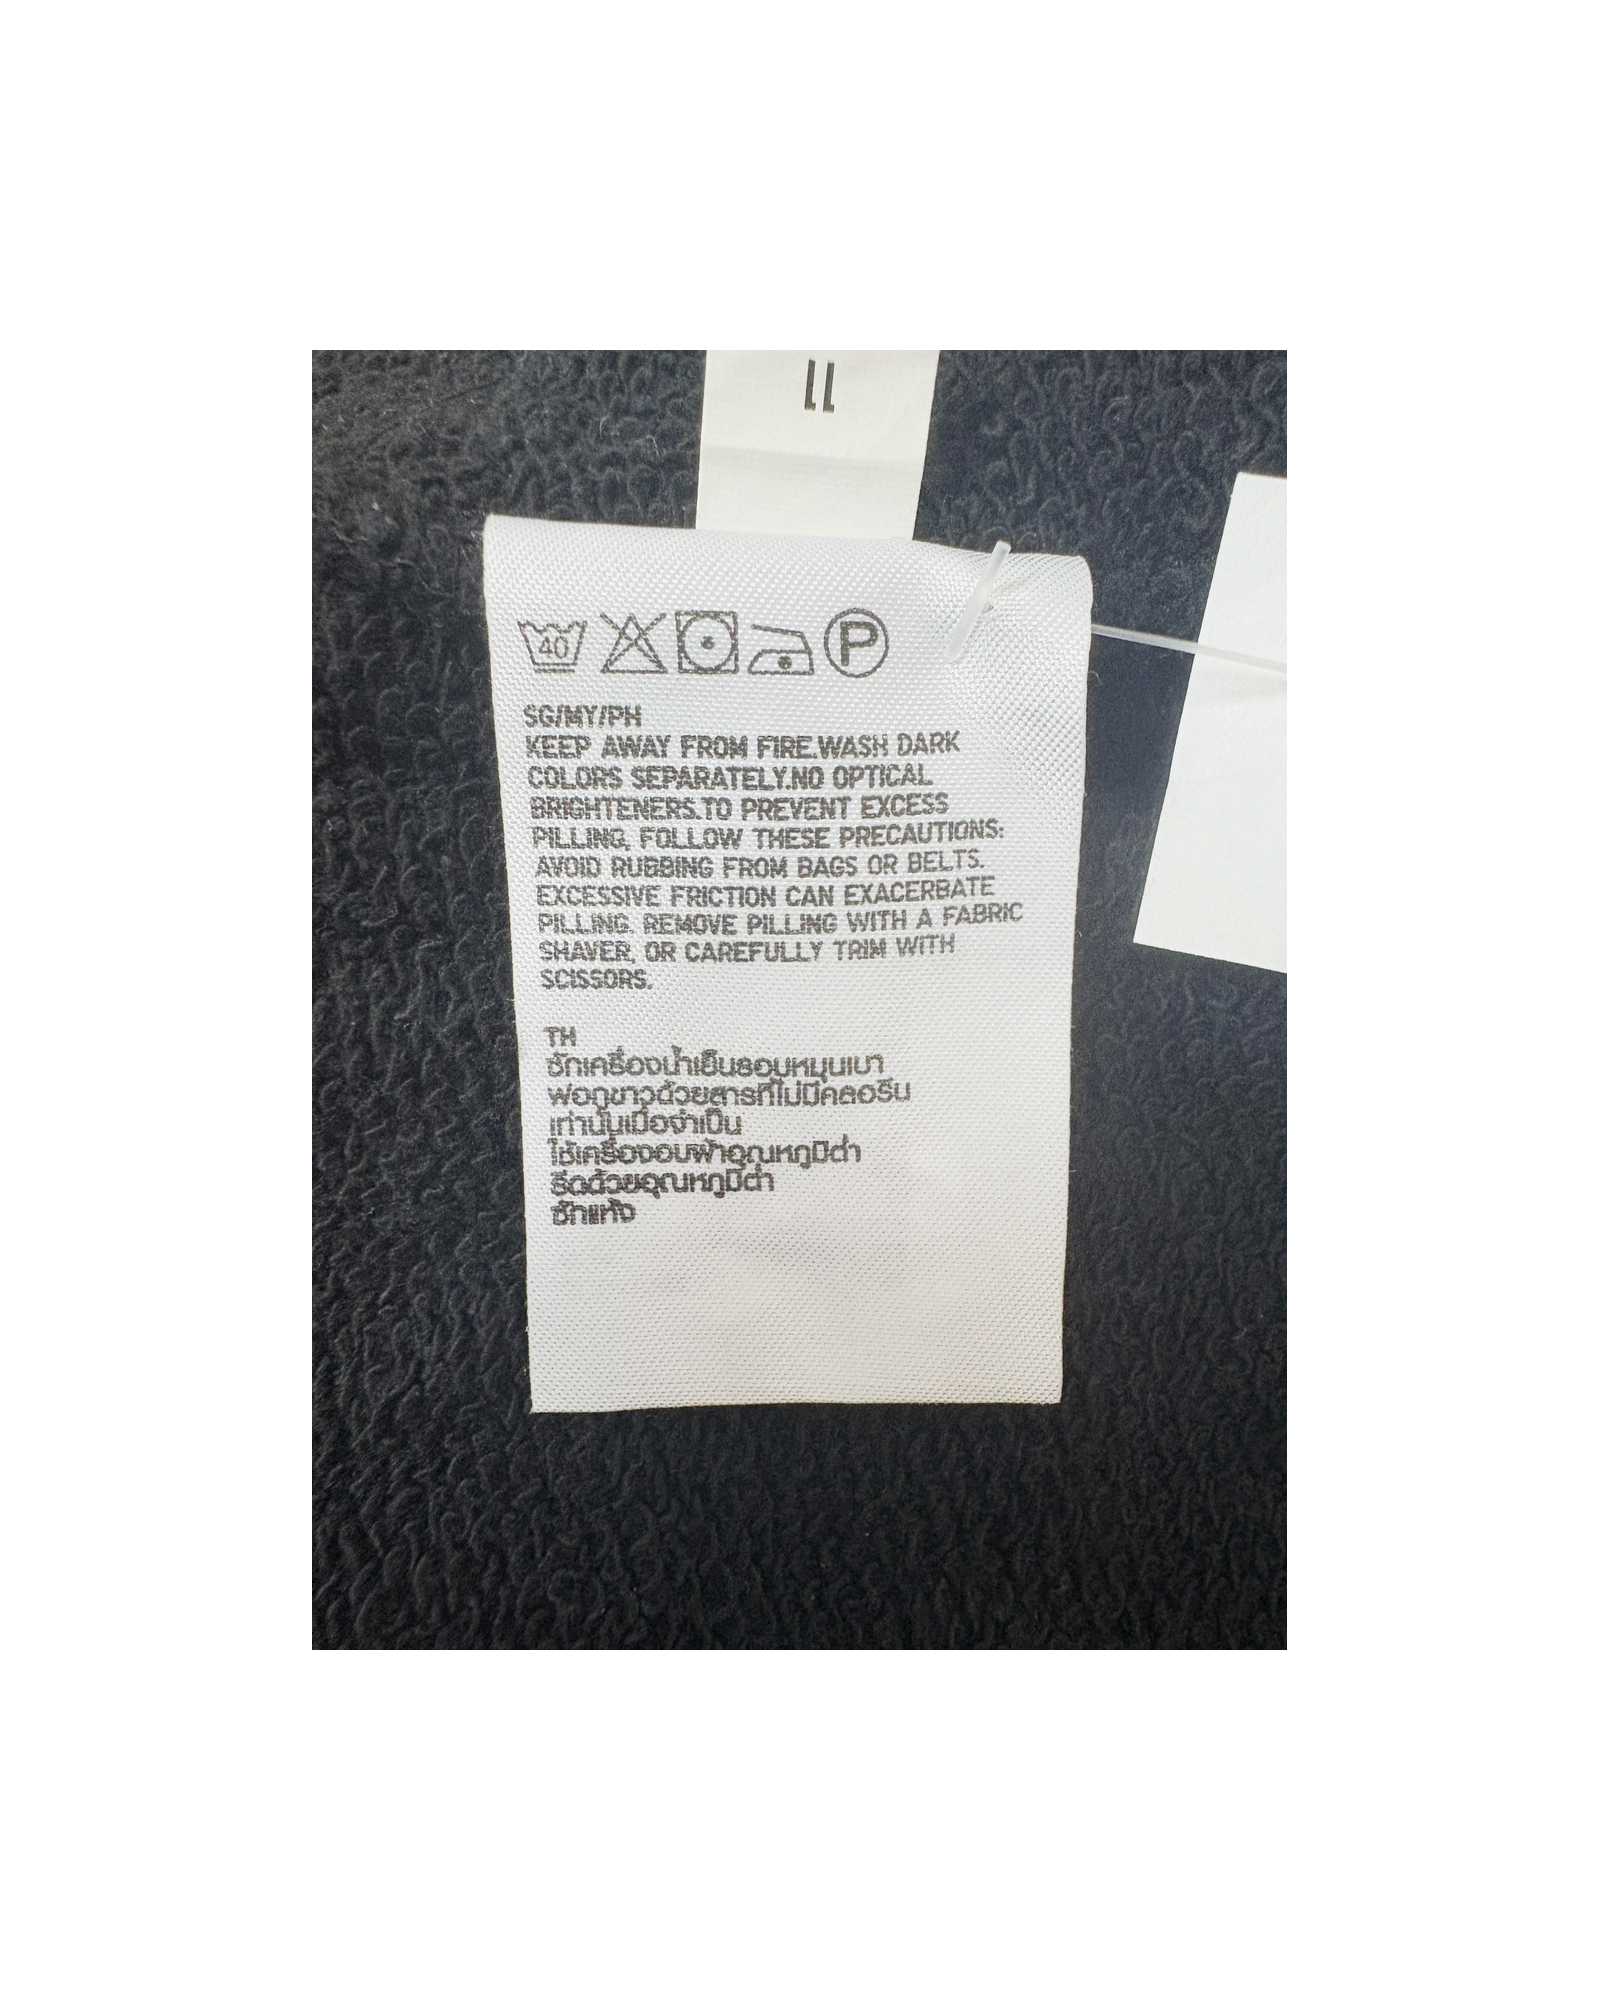 11
40
P
SG/MY/PH
KEEP AWAY FROM FIRE.WASH DARK
COLORS SEPARATELY.NO OPTICAL
BRIGHTENERS.TO PREVENT EXCESS
PILLING, FOLLOW THESE PRECAUTIONS:
AVOID RUBBING FROM BAGS OR BELTS.
EXCESSIVE FRICTION CAN EXACERBATE
PILLING. REMOVE PILLING WITH A FABRIC
SHAVER, OR CAREFULLY TRIM WITH
SCISSORS.
TH
ซักเครื่องน้ำเย็นรอบหมุนเบา
ฟอกขาวด้วยสารที่ไม่มีคลอรีน
เท่านั้นเมื่อจำเป็น
ใช้เครื่องอบผ้าอุณหภูมิต่ำ
รีดด้วยอุณหภูมิต่ำ
ซักแห้ง